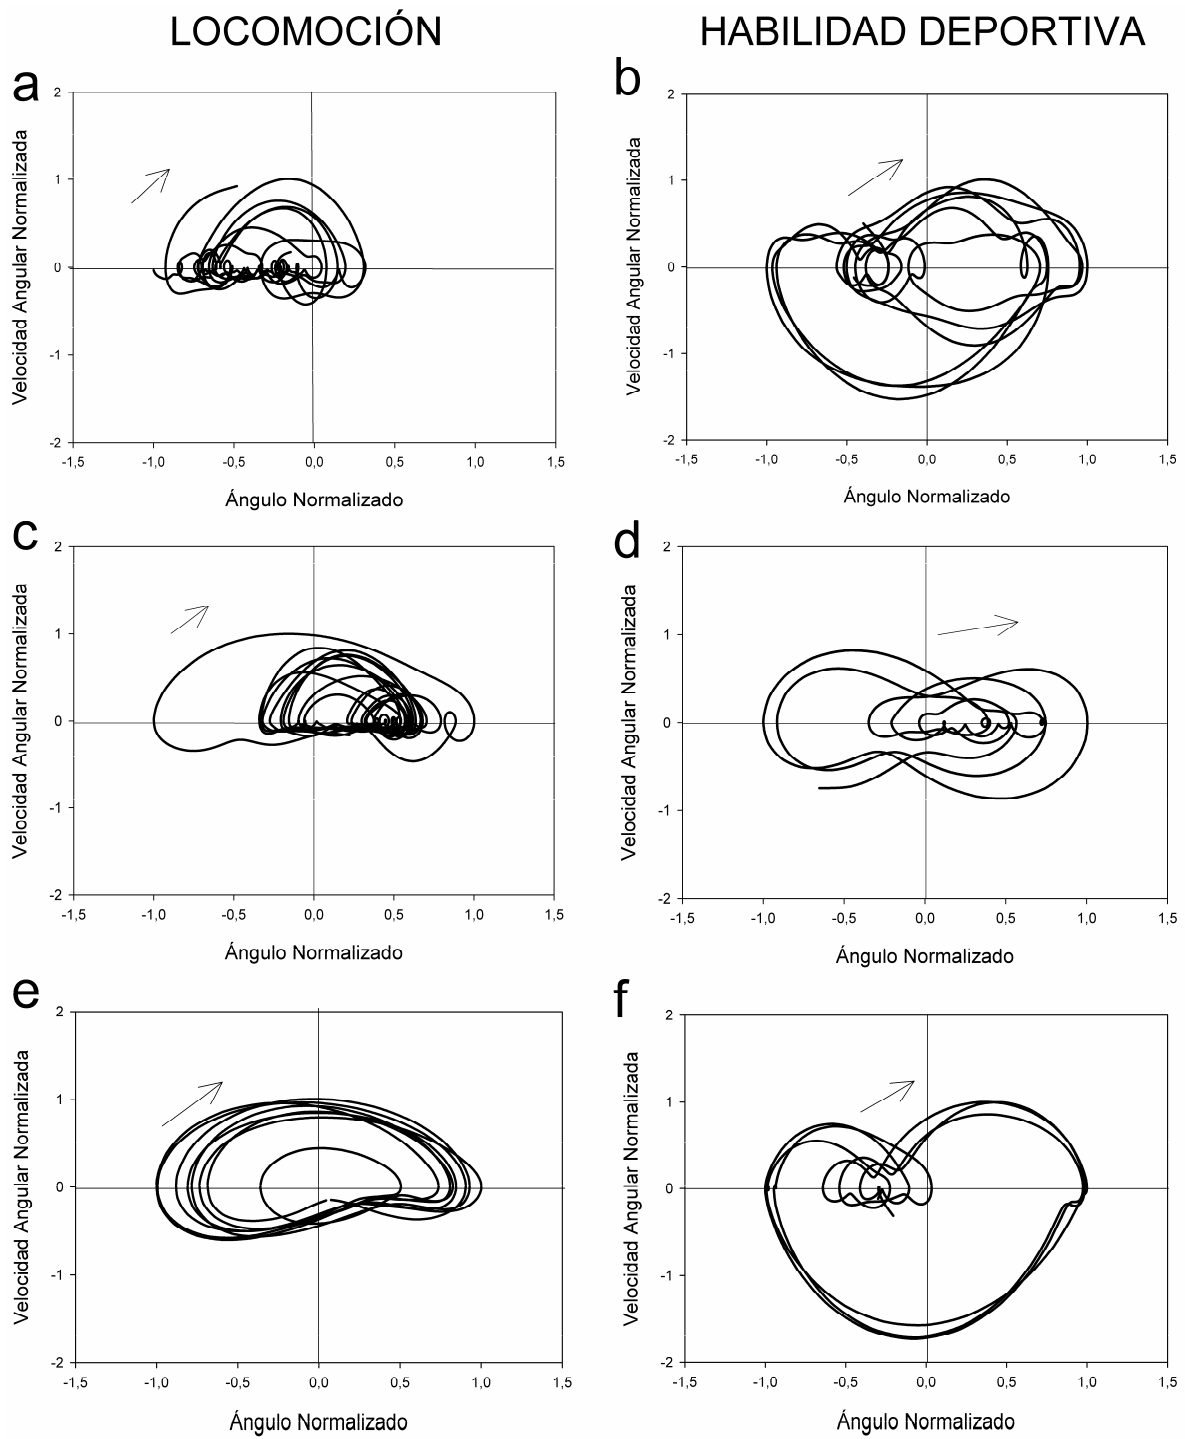 LOCOMOCIÓN
HABILIDAD DEPORTIVA
a
Velocidad Angular Normalizada
2
1
0
-1
-2
-1,5 -1,0 -0,5 0,0 0,5 1,0 1,5
Ángulo Normalizado
b
Velocidad Angular Normalizada
2
1
0
-1
-2
-1,5 -1,0 -0,5 0,0 0,5 1,0 1,5
Ángulo Normalizado
c
Velocidad Angular Normalizada
2
1
0
-1
-2
-1,5 -1,0 -0,5 0,0 0,5 1,0 1,5
Ángulo Normalizado
d
Velocidad Angular Normalizada
2
1
0
-1
-2
-1,5 -1,0 -0,5 0,0 0,5 1,0 1,5
Ángulo Normalizado
e
Velocidad Angular Normalizada
2
1
0
-1
-2
-1,5 -1,0 -0,5 0,0 0,5 1,0 1,5
Ángulo Normalizado
f
Velocidad Angular Normalizada
2
1
0
-1
-2
-1,5 -1,0 -0,5 0,0 0,5 1,0 1,5
Ángulo Normalizado